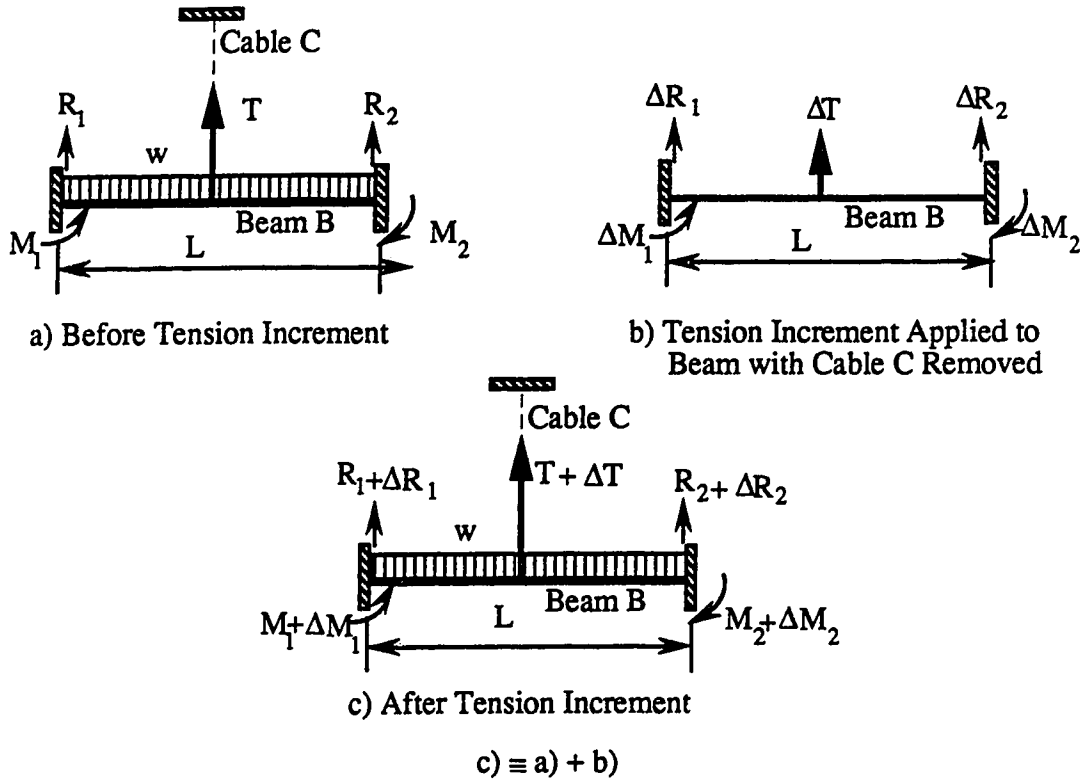 Cable C
R₁
T
R₂
w
Beam B
M₁
L
M₂
a) Before Tension Increment
ΔR₁
ΔT
ΔR₂
Beam B
ΔM₁
L
ΔM₂
b) Tension Increment Applied to
Beam with Cable C Removed
Cable C
R₁+ΔR₁
T + ΔT
R₂+ ΔR₂
w
Beam B
M₁+ΔM₁
L
M₂+ΔM₂
c) After Tension Increment
c) ≡ a) + b)